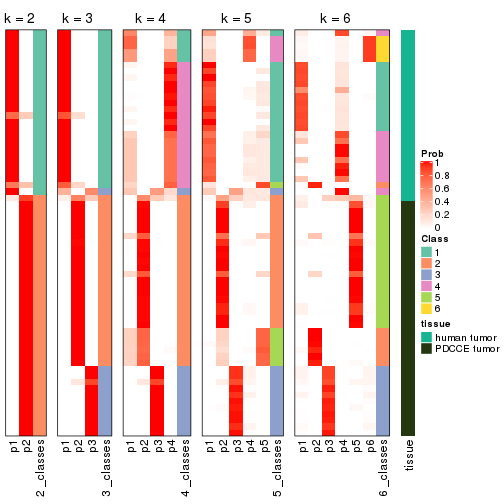 k = 2 k = 3 k = 4 k = 5 k = 6
Prob
1
0.8
0.6
0.4
0.2
0
Class
1
2
3
4
5
6
tissue
human tumor
PDCCE tumor
p1 p2 2_classes p1 p2 p3 3_classes p1 p2 p3 p4 4_classes p1 p2 p3 p4 p5 5_classes p1 p2 p3 p4 p5 p6 6_classes tissue